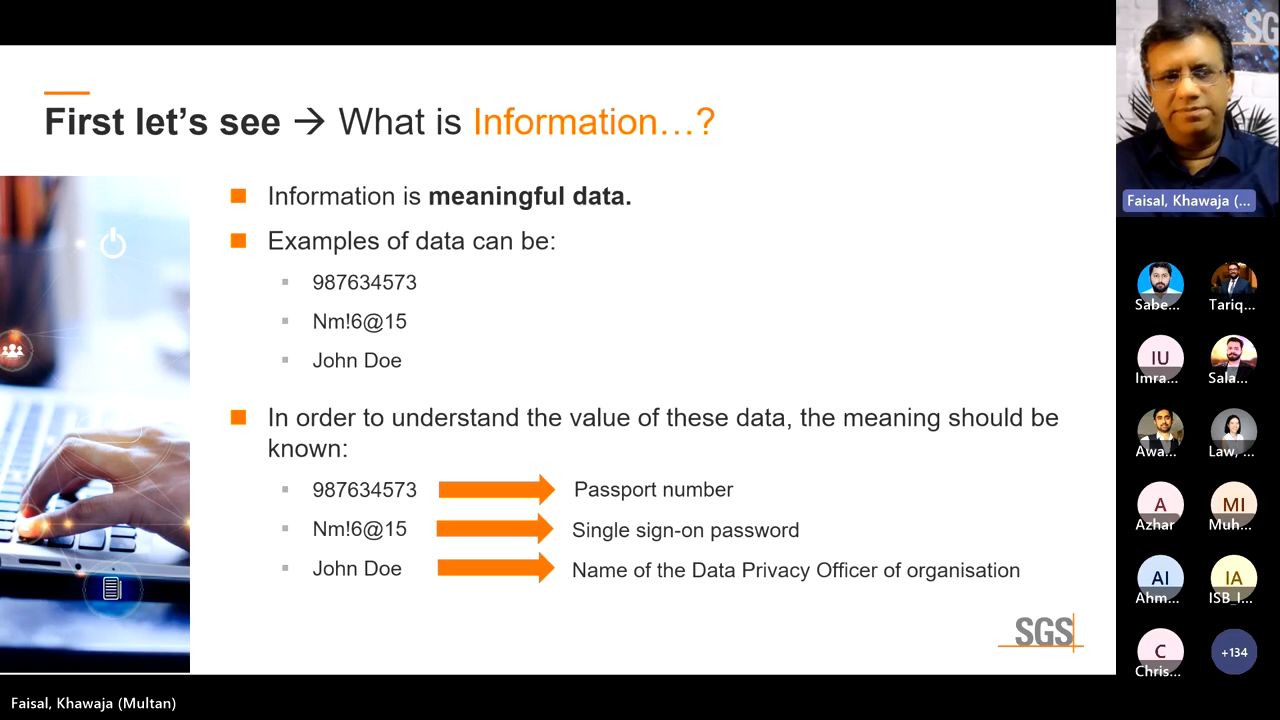 First let's see → What is Information…?
Information is meaningful data.
Examples of data can be:
987634573
Nm!6@15
John Doe
In order to understand the value of these data, the meaning should be
known:
987634573 Passport number
Nm!6@15 Single sign-on password
John Doe Name of the Data Privacy Officer of organisation
SGS
SG
Faisal, Khawaja (...
Sabe... Tariq...
IU
Imra... Sala...
Awa... Law, ...
A MI
Azhar Muh...
AI IA
Ahm... ISB_I...
C +134
Chris...
Faisal, Khawaja (Multan)